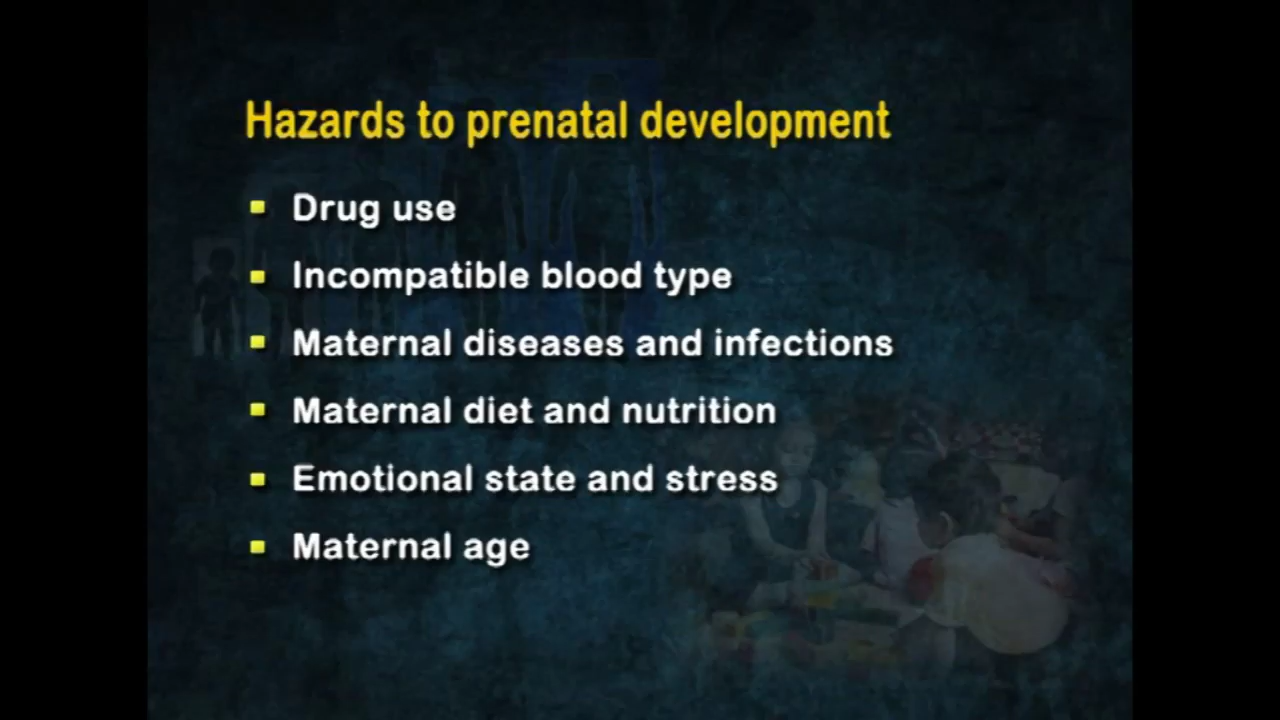 Hazards to prenatal development
Drug use
Incompatible blood type
Maternal diseases and infections
Maternal diet and nutrition
Emotional state and stress
Maternal age